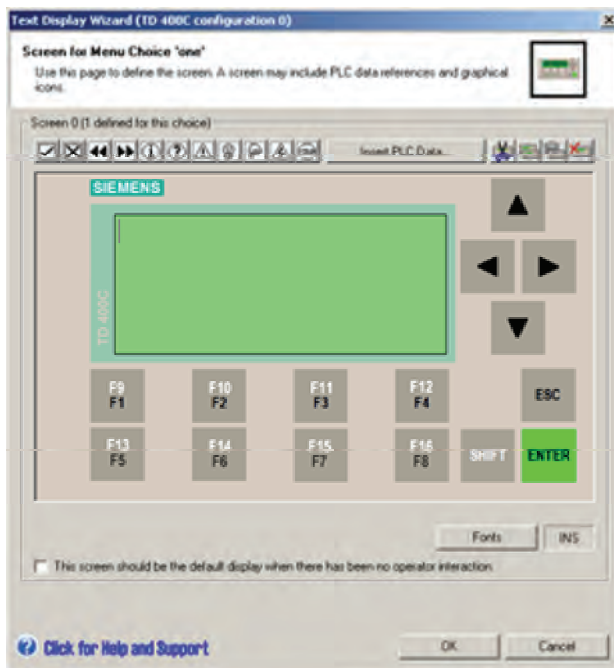 Text Display Wizard (TD 400C configuration 0)
Screen for Menu Choice 'one'
Use this page to define the screen. A screen may include PLC data references and graphical
icons.
Screen 0 (1 defined for this choice)
Insert PLC Data...
SIEMENS
TD 400C
F9 F10 F11 F12
F1 F2 F3 F4 ESC
F13 F14 F15 F16
F5 F6 F7 F8 SHIFT ENTER
Fonts INS
This screen should be the default display when there has been no operator interaction.
Click for Help and Support OK Cancel